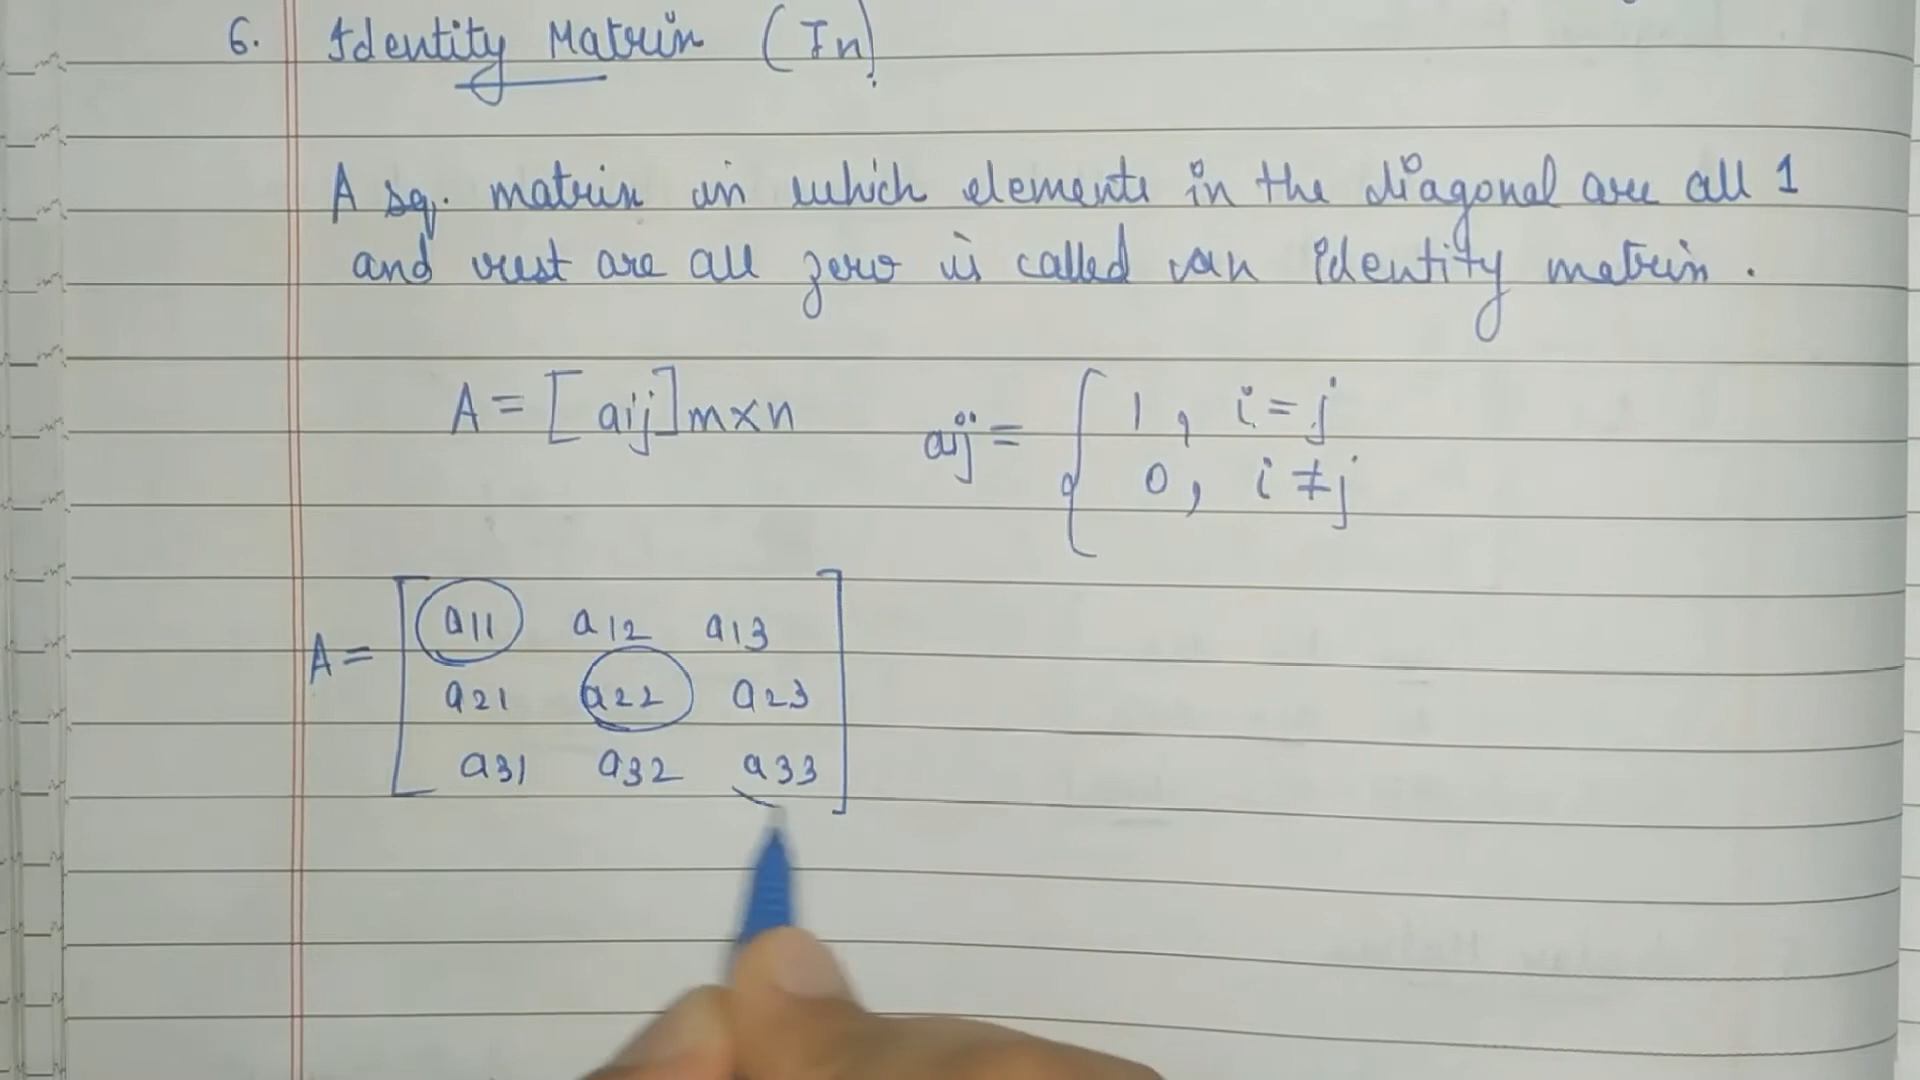 6. Identity Matrix (In)
A sq. matrix in which elements in the diagonal are all 1
and rest are all zero is called an identity matrix.
A = [aij]m×n aij = { 1, i = j
0, i ≠ j
A = [ a11 a12 a13
a21 a22 a23
a31 a32 a33 ]